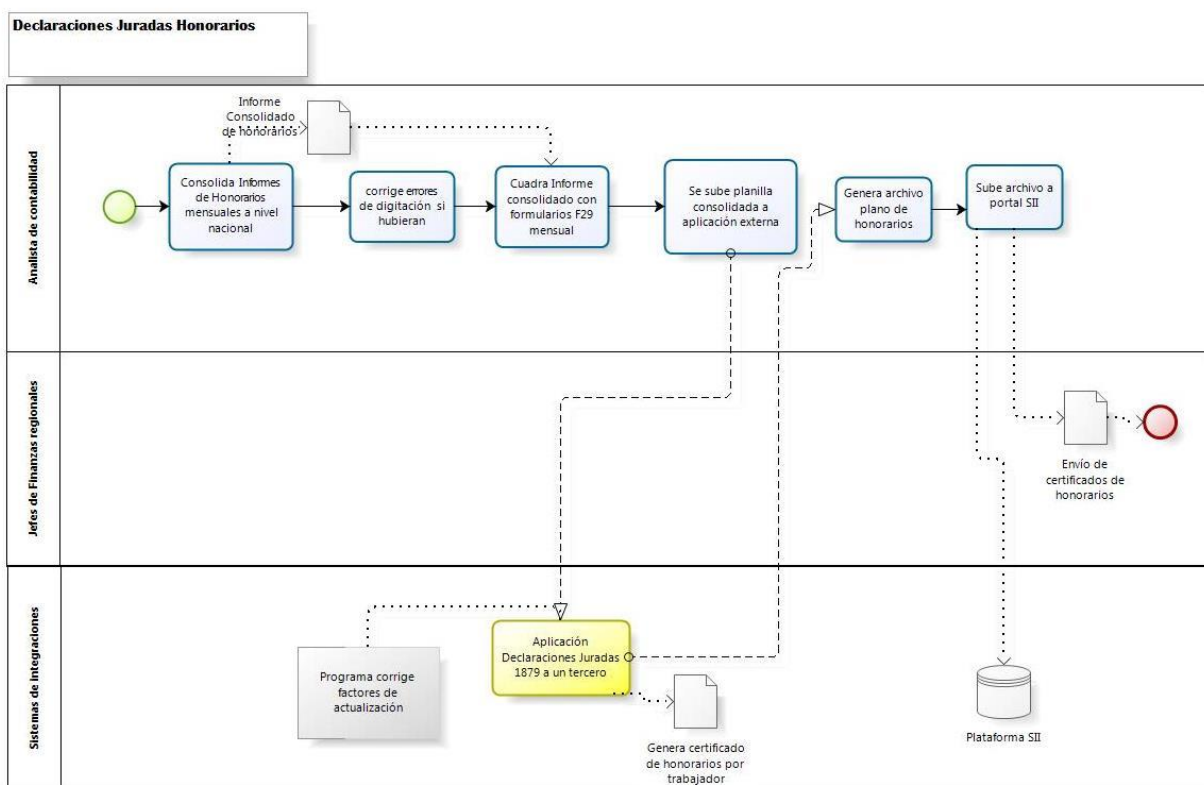 Declaraciones Juradas Honorarios
Analista de contabilidad
Informe
Consolidado
de honorarios
Consolida Informes
de Honorarios
mensuales a nivel
nacional
corrige errores
de digitación si
hubieran
Cuadra Informe
consolidado con
formularios F29
mensual
Se sube planilla
consolidada a
aplicación externa
Genera archivo
plano de
honorarios
Sube archivo a
portal SII
Jefes de Finanzas regionales
Envío de
certificados de
honorarios
Sistemas de integraciones
Programa corrige
factores de
actualización
Aplicación
Declaraciones Juradas
1879 a un tercero
Genera certificado
de honorarios por
trabajador
Plataforma SII